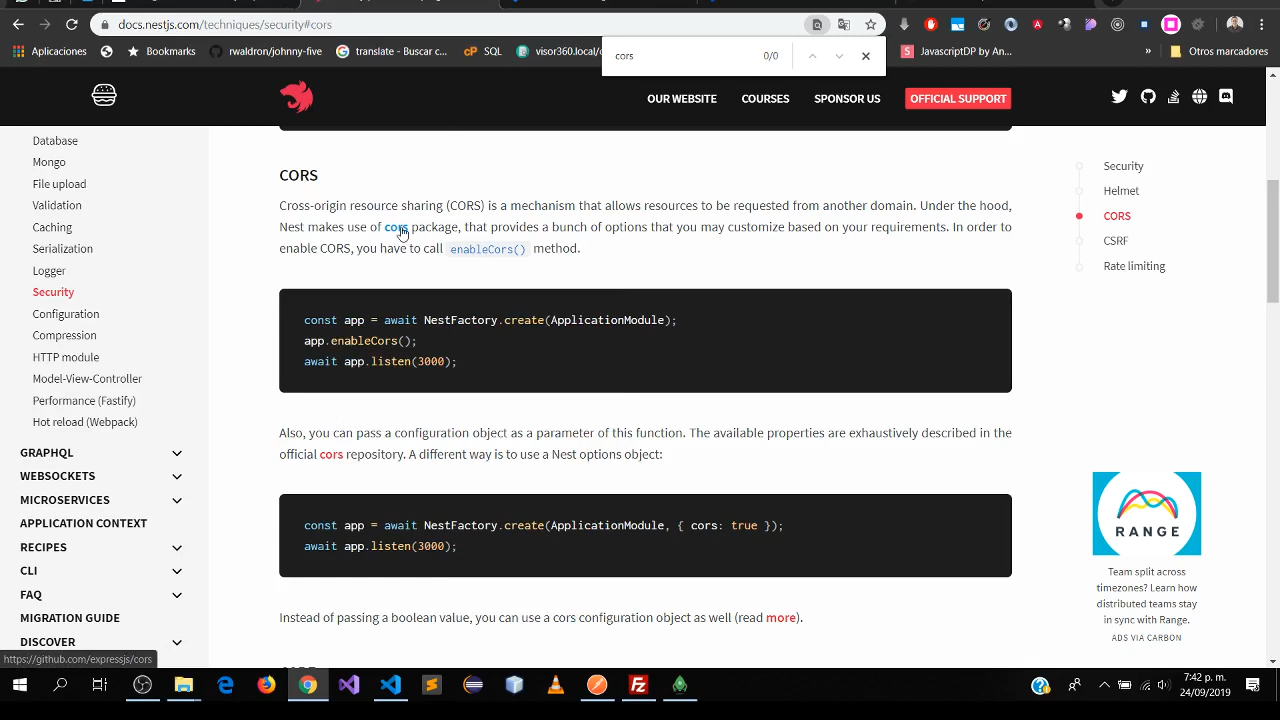 docs.nestjs.com/techniques/security#cors
Aplicaciones
Bookmarks
rwaldron/johnny-five
translate - Buscar c...
SQL
visor360.local/c
JavascriptDP by An...
»
Otros marcadores
cors 0/0
OUR WEBSITE COURSES SPONSOR US OFFICIAL SUPPORT
Database
Mongo
File upload
Validation
Caching
Serialization
Logger
Security
Configuration
Compression
HTTP module
Model-View-Controller
Performance (Fastify)
Hot reload (Webpack)
GRAPHQL
WEBSOCKETS
MICROSERVICES
APPLICATION CONTEXT
RECIPES
CLI
FAQ
MIGRATION GUIDE
DISCOVER
https://github.com/expressjs/cors
CORS
Cross-origin resource sharing (CORS) is a mechanism that allows resources to be requested from another domain. Under the hood,
Nest makes use of cors package, that provides a bunch of options that you may customize based on your requirements. In order to
enable CORS, you have to call enableCors() method.
const app = await NestFactory.create(ApplicationModule);
app.enableCors();
await app.listen(3000);
Also, you can pass a configuration object as a parameter of this function. The available properties are exhaustively described in the
official cors repository. A different way is to use a Nest options object:
const app = await NestFactory.create(ApplicationModule, { cors: true });
await app.listen(3000);
Instead of passing a boolean value, you can use a cors configuration object as well (read more).
Security
Helmet
CORS
CSRF
Rate limiting
RANGE
Team split across
timezones? Learn how
distributed teams stay
in sync with Range.
ADS VIA CARBON
7:42 p. m.
24/09/2019